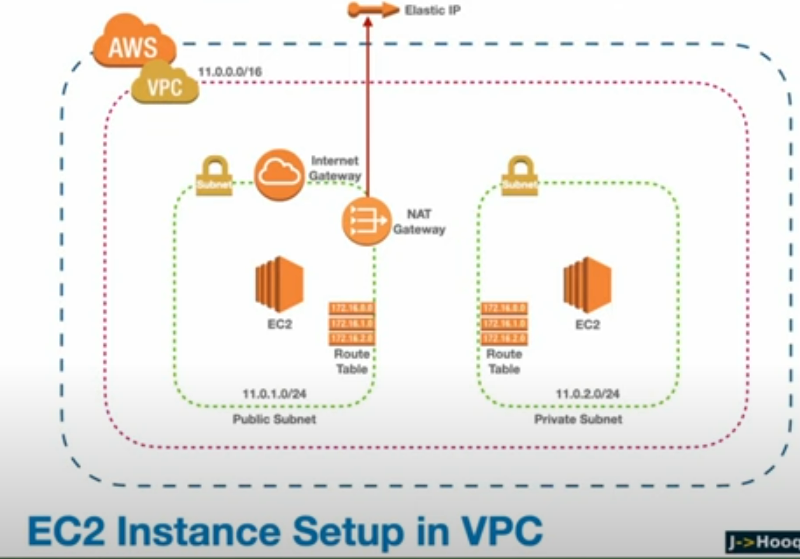 Elastic IP
AWS
VPC
11.0.0.0/16
Subnet
Internet
Gateway
Subnet
NAT
Gateway
EC2
172.16.0.0
172.16.1.0
172.16.2.0
Route
Table
172.16.0.0
172.16.1.0
172.16.2.0
Route
Table
EC2
11.0.1.0/24
Public Subnet
11.0.2.0/24
Private Subnet
EC2 Instance Setup in VPC